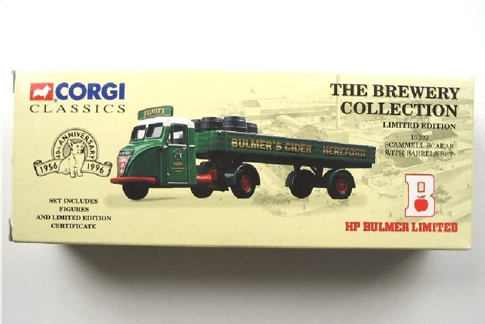 CORGI
CLASSICS
40TH ANNIVERSARY
1956 1996
SET INCLUDES
FIGURES
AND LIMITED EDITION
CERTIFICATE
BULMER'S
BULMER'S CIDER HEREFORD
THE BREWERY
COLLECTION
LIMITED EDITION
15202
SCAMMELL SCARAB
WITH BARRELS SET
B
HP BULMER LIMITED